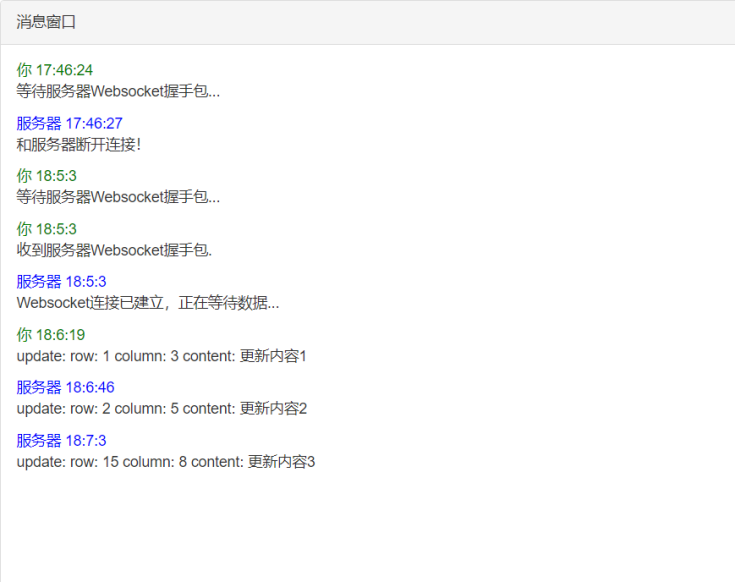 消息窗口
你 17:46:24
等待服务器Websocket握手包...
服务器 17:46:27
和服务器断开连接！
你 18:5:3
等待服务器Websocket握手包...
你 18:5:3
收到服务器Websocket握手包.
服务器 18:5:3
Websocket连接已建立，正在等待数据...
你 18:6:19
update: row: 1 column: 3 content: 更新内容1
服务器 18:6:46
update: row: 2 column: 5 content: 更新内容2
服务器 18:7:3
update: row: 15 column: 8 content: 更新内容3